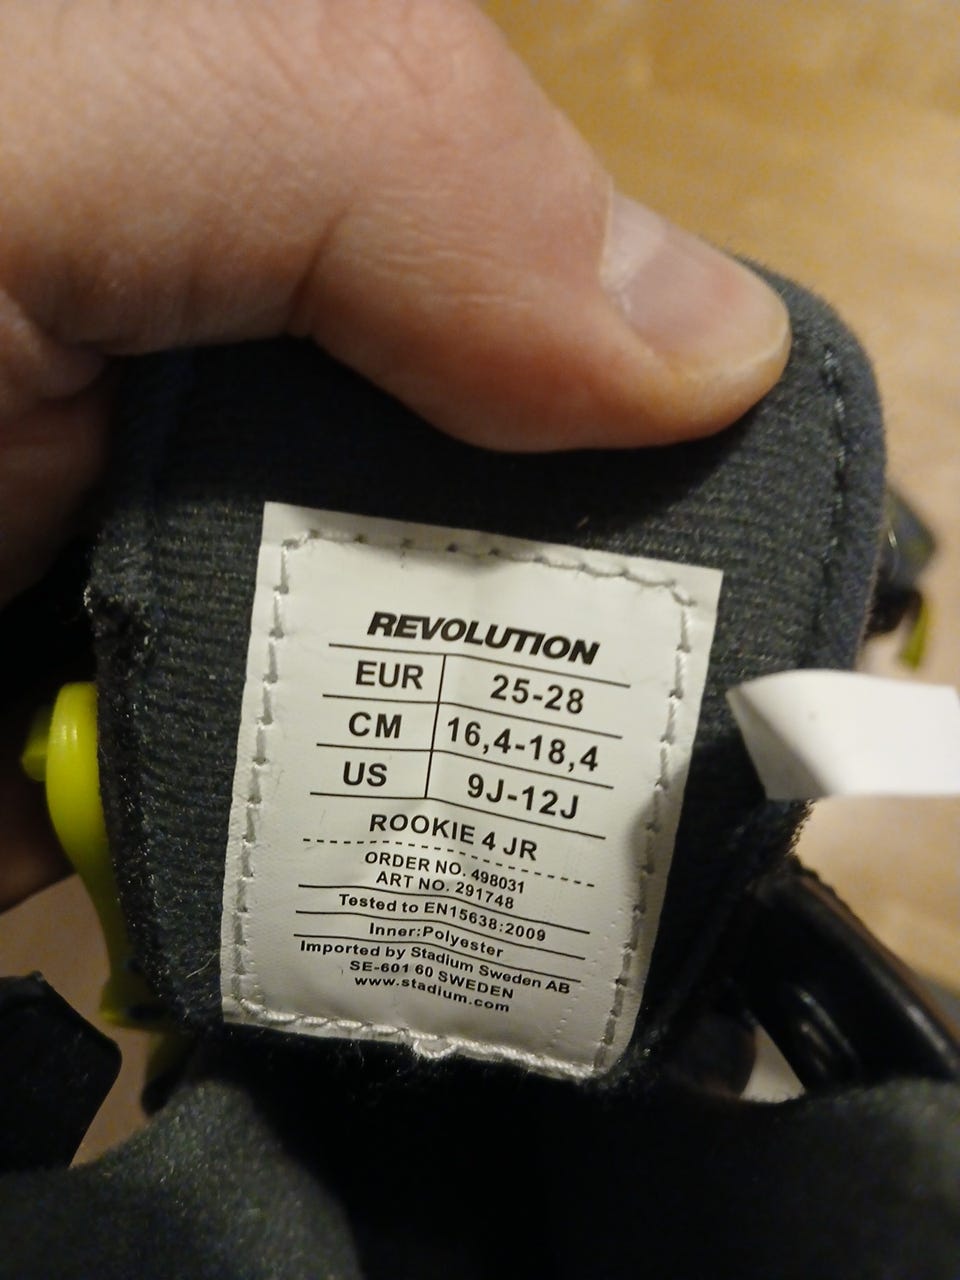 REVOLUTION
EUR 25-28
CM 16,4-18,4
US 9J-12J
ROOKIE 4 JR
ORDER NO. 498031
ART NO. 291748
Tested to EN15638:2009
Inner:Polyester
Imported by Stadium Sweden AB
SE-601 60 SWEDEN
www.stadium.com